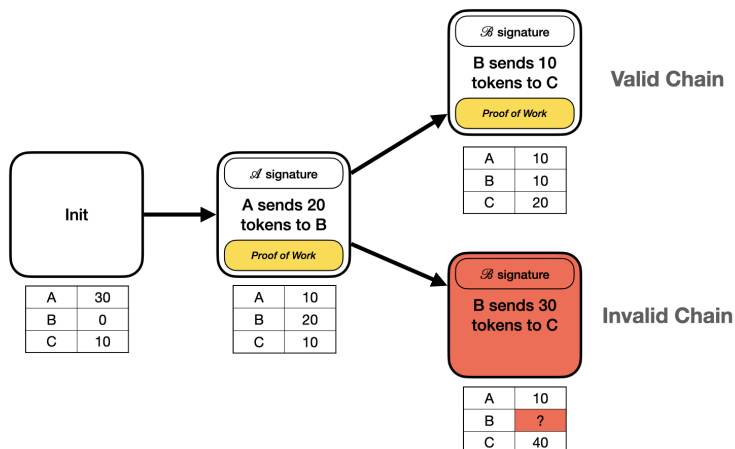 Init
A 30
B 0
C 10
𝒜 signature
A sends 20
tokens to B
Proof of Work
A 10
B 20
C 10
ℬ signature
B sends 10
tokens to C
Proof of Work
Valid Chain
A 10
B 10
C 20
ℬ signature
B sends 30
tokens to C
Invalid Chain
A 10
B ?
C 40